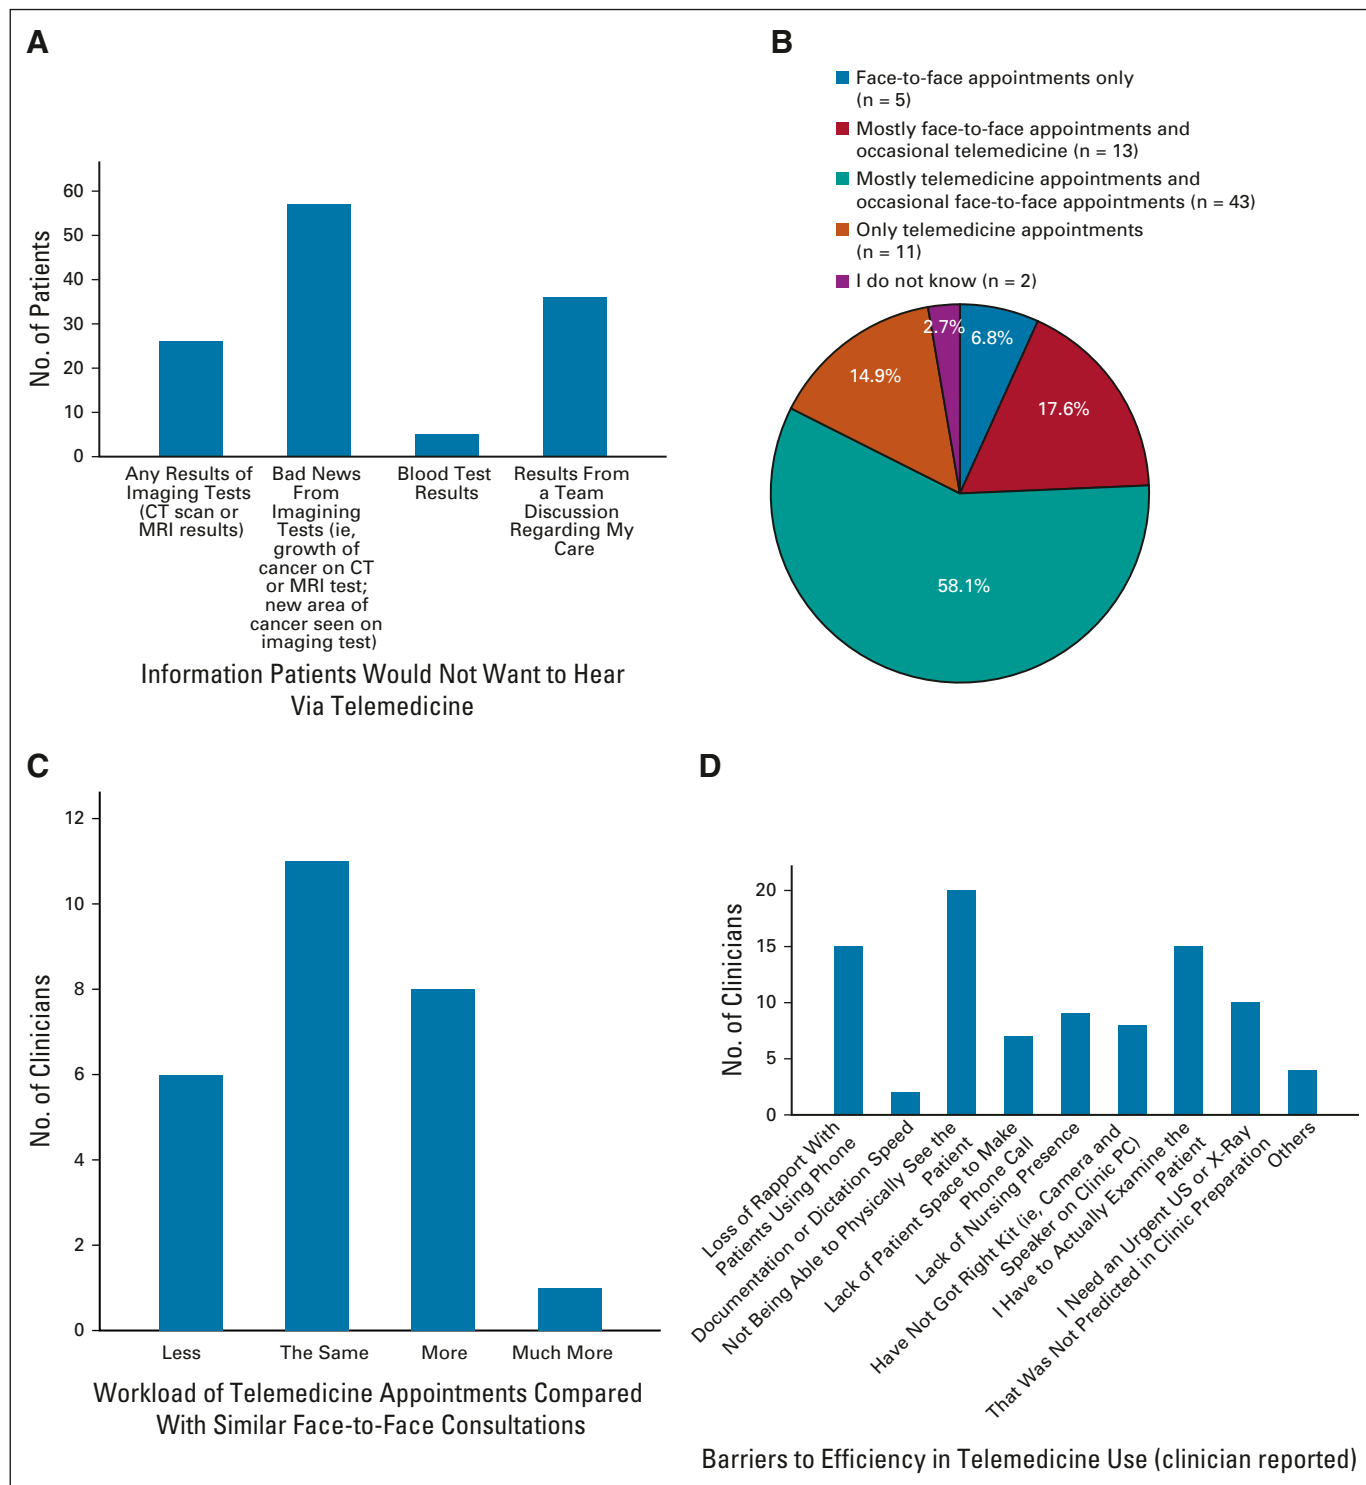 A
60
50
40
30
20
10
0
No. of Patients
Any Results of
Imaging Tests
(CT scan or
MRI results)
Bad News
From
Imagining
Tests (ie,
growth of
cancer on CT
or MRI test;
new area of
cancer seen on
imaging test)
Blood Test
Results
Results From
a Team
Discussion
Regarding My
Care
Information Patients Would Not Want to Hear
Via Telemedicine
B
Face-to-face appointments only
(n = 5)
Mostly face-to-face appointments and
occasional telemedicine (n = 13)
Mostly telemedicine appointments and
occasional face-to-face appointments (n = 43)
Only telemedicine appointments
(n = 11)
I do not know (n = 2)
2.7%
6.8%
14.9%
17.6%
58.1%
C
12
10
8
6
4
2
0
No. of Clinicians
Less
The Same
More
Much More
Workload of Telemedicine Appointments Compared
With Similar Face-to-Face Consultations
D
20
15
10
5
0
No. of Clinicians
Loss of Rapport With
Patients Using Phone
Documentation or Dictation Speed
Not Being Able to Physically See the
Patient
Lack of Patient Space to Make
Phone Call
Lack of Nursing Presence
Have Not Got Right Kit (ie, Camera and
Speaker on Clinic PC)
I Have to Actually Examine the
Patient
I Need an Urgent US or X-Ray
That Was Not Predicted in Clinic Preparation
Others
Barriers to Efficiency in Telemedicine Use (clinician reported)